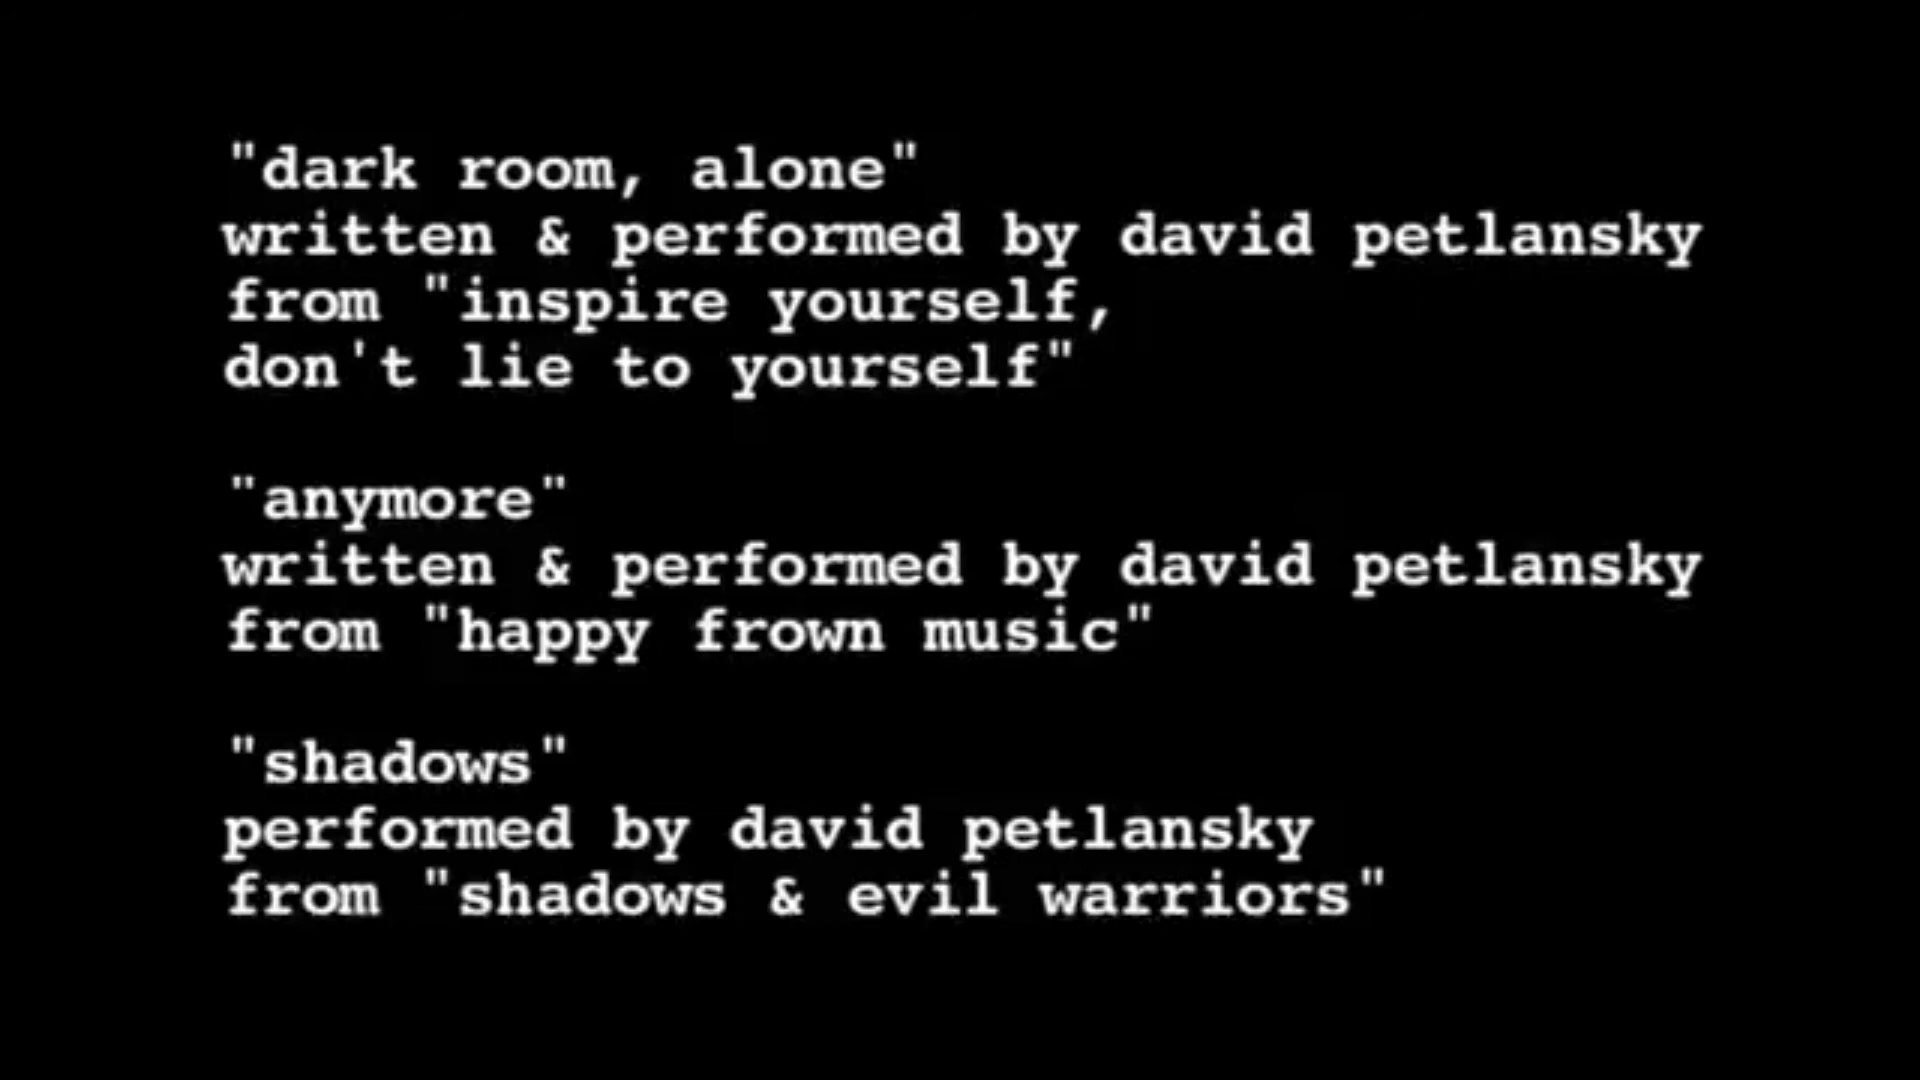 "dark room, alone"
written & performed by david petlansky
from "inspire yourself,
don't lie to yourself"
"anymore"
written & performed by david petlansky
from "happy frown music"
"shadows"
performed by david petlansky
from "shadows & evil warriors"